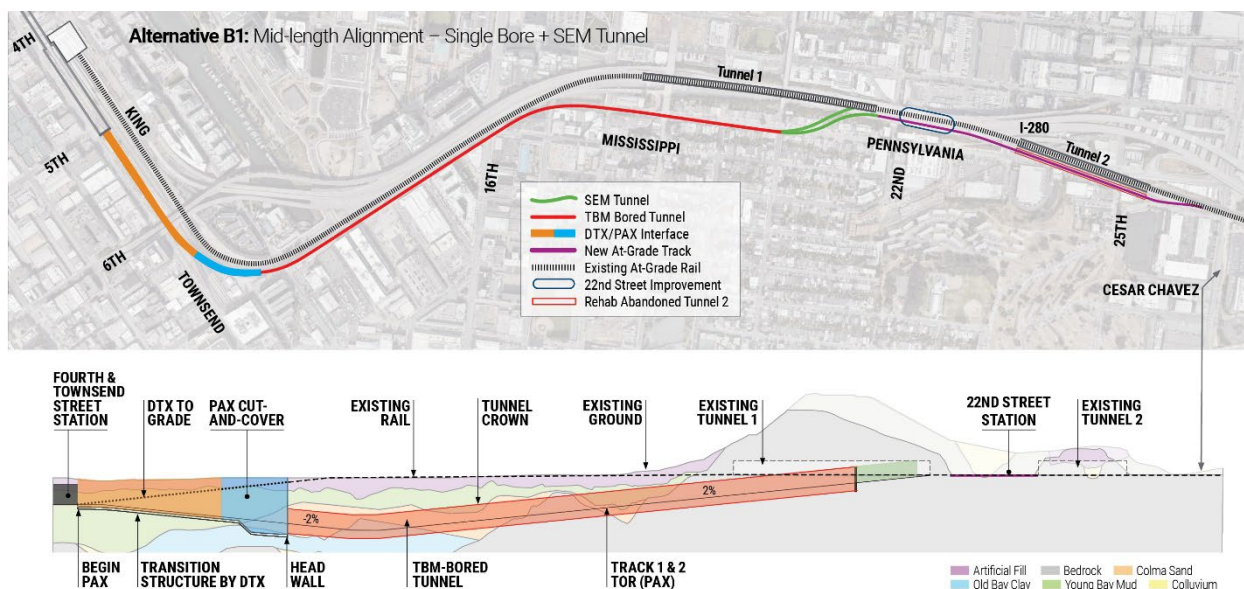 Alternative B1: Mid-length Alignment – Single Bore + SEM Tunnel
4TH
KING
5TH
6TH
TOWNSEND
16TH
MISSISSIPPI
Tunnel 1
PENNSYLVANIA
22ND
I-280
Tunnel 2
25TH
CESAR CHAVEZ
SEM Tunnel
TBM Bored Tunnel
DTX/PAX Interface
New At-Grade Track
Existing At-Grade Rail
22nd Street Improvement
Rehab Abandoned Tunnel 2
FOURTH &
TOWNSEND
STREET
STATION
DTX TO
GRADE
PAX CUT-
AND-COVER
EXISTING
RAIL
TUNNEL
CROWN
EXISTING
GROUND
EXISTING
TUNNEL 1
22ND STREET
STATION
EXISTING
TUNNEL 2
-2%
2%
BEGIN
PAX
TRANSITION
STRUCTURE BY DTX
HEAD
WALL
TBM-BORED
TUNNEL
TRACK 1 & 2
TOR (PAX)
Artificial Fill
Bedrock
Colma Sand
Old Bay Clay
Young Bay Mud
Colluvium